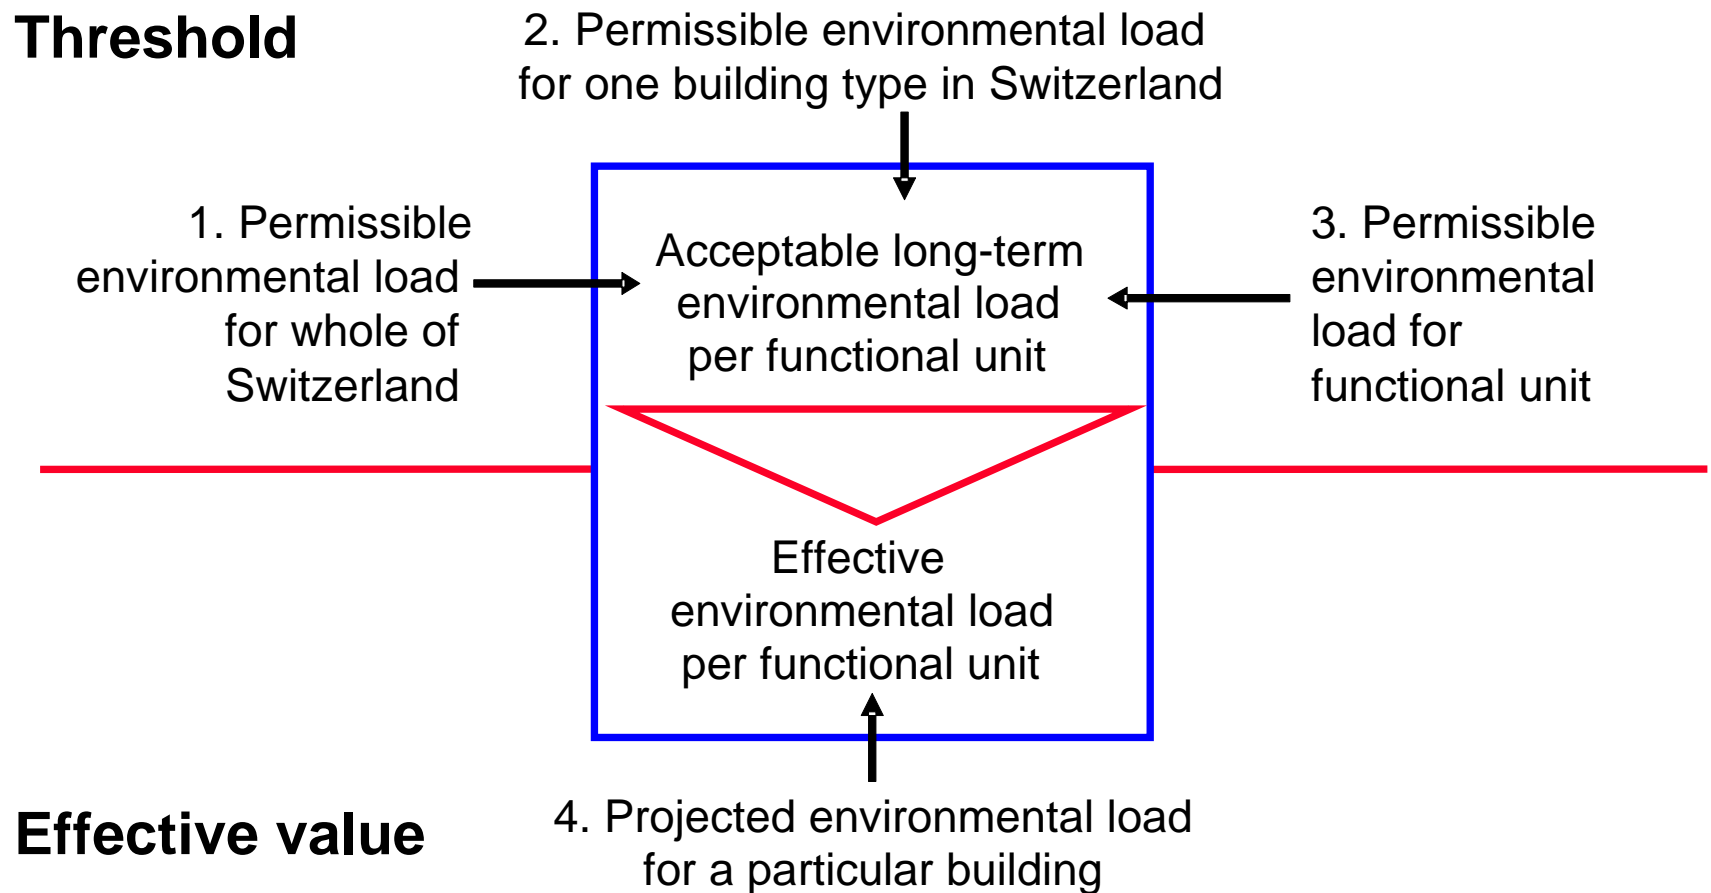 Threshold
2. Permissible environmental load
for one building type in Switzerland
1. Permissible
environmental load
for whole of
Switzerland
Acceptable long-term
environmental load
per functional unit
3. Permissible
environmental
load for
functional unit
Effective
environmental load
per functional unit
Effective value
4. Projected environmental load
for a particular building